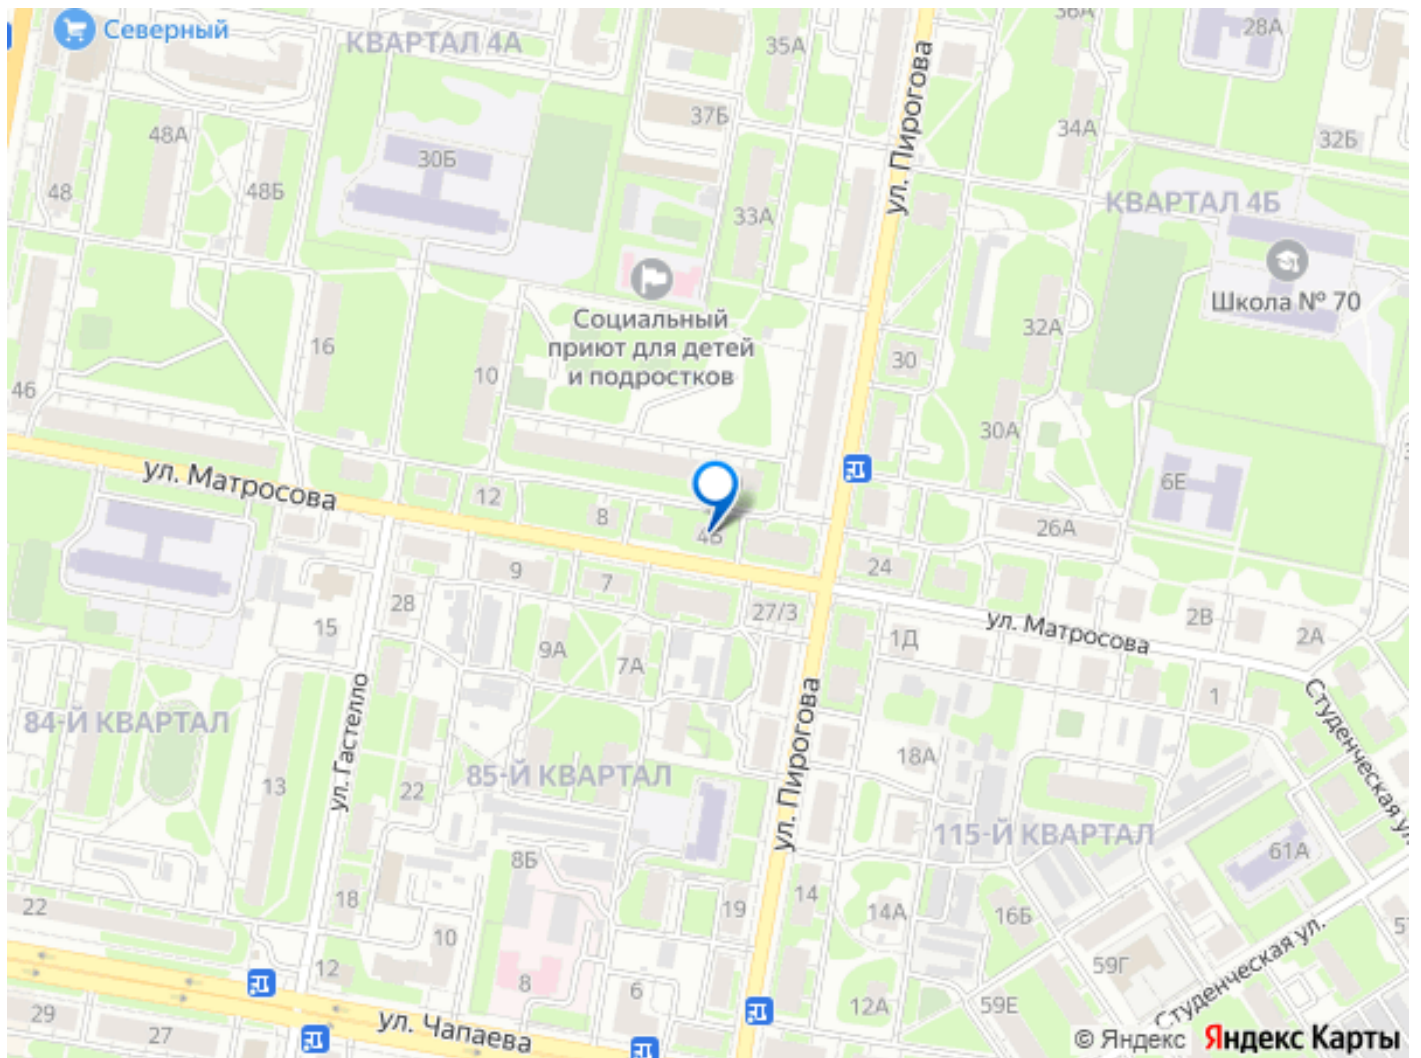 Северный
КВАРТАЛ 4А
35А
36А
28А
ул. Пирогова
48А
37Б
34А
32Б
30Б
48
48Б
33А
КВАРТАЛ 4Б
Школа № 70
Социальный
приют для детей
и подростков
16
32А
30
46
10
30А
ул. Матросова
6Е
12
8
26А
4Б
9
7
24
28
27/3
15
ул. Матросова
1Д
2В
2А
9А
7А
1
84-Й КВАРТАЛ
ул. Гастелло
ул. Пирогова
Студенческая ул.
18А
85-Й КВАРТАЛ
13
22
115-Й КВАРТАЛ
8Б
61А
22
18
19
14
14А
16Б
10
Студенческая ул.
59Г
12
8
6
12А
59Е
29
27
ул. Чапаева
© Яндекс Яндекс Карты